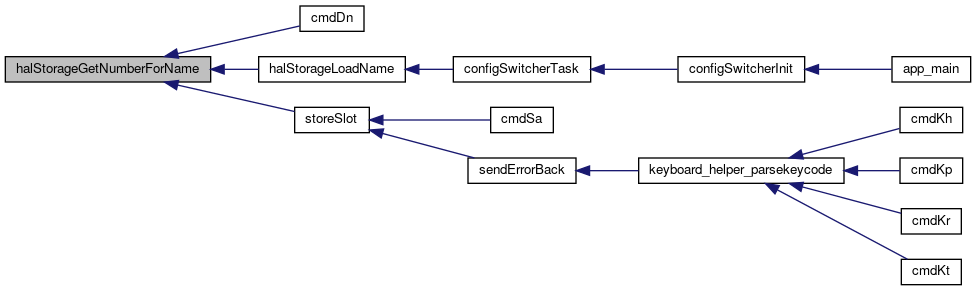 cmdDn
halStorageGetNumberForName
halStorageLoadName
configSwitcherTask
configSwitcherInit
app_main
storeSlot
cmdSa
cmdKh
sendErrorBack
keyboard_helper_parsekeycode
cmdKp
cmdKr
cmdKt